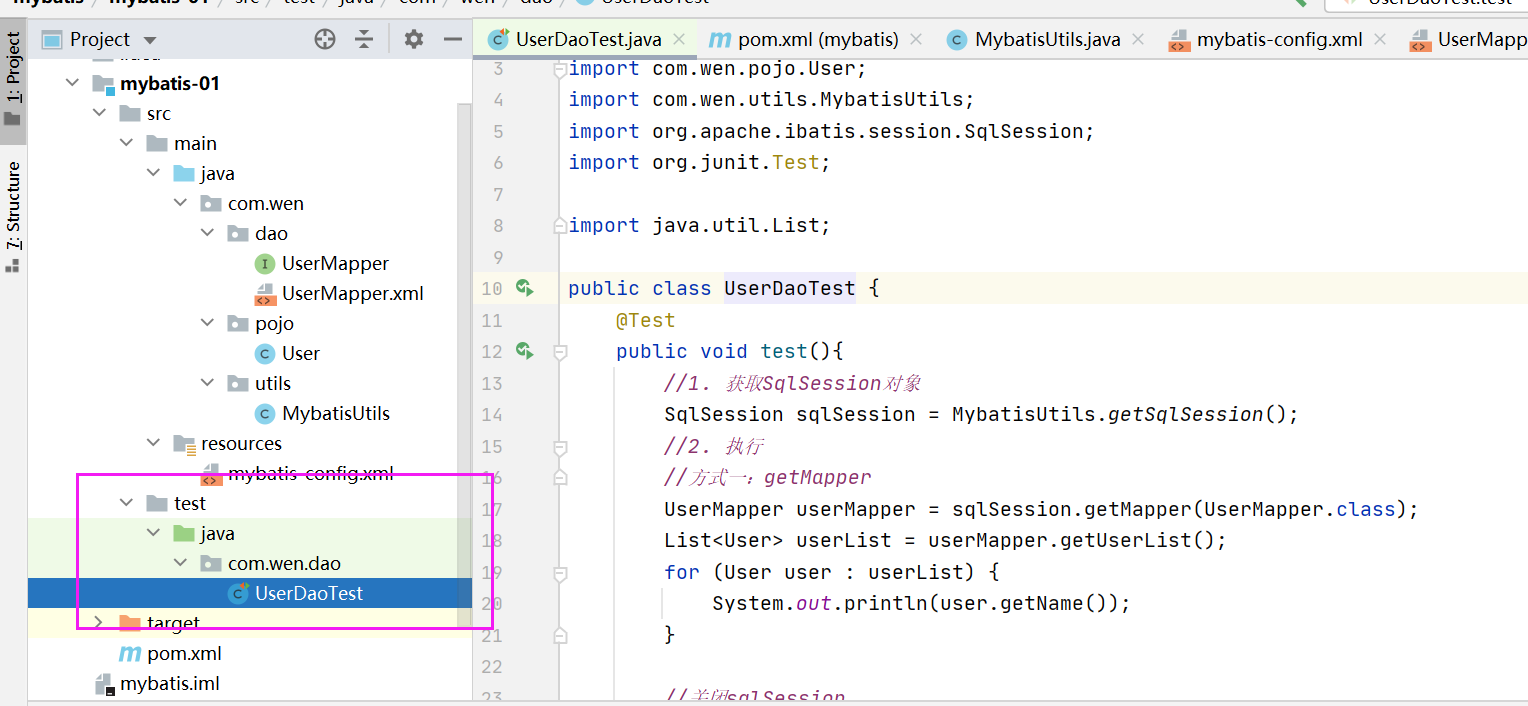 mybatis / mybatis-01 / src / test / java / com / wen / dao / UserDaoTest UserDaoTest.test
1: Project
7: Structure
Project
mybatis-01
src
main
java
com.wen
dao
UserMapper
UserMapper.xml
pojo
User
utils
MybatisUtils
resources
mybatis-config.xml
test
java
com.wen.dao
UserDaoTest
target
pom.xml
mybatis.iml
UserDaoTest.java pom.xml (mybatis) MybatisUtils.java mybatis-config.xml UserMapp
3 import com.wen.pojo.User;
4 import com.wen.utils.MybatisUtils;
5 import org.apache.ibatis.session.SqlSession;
6 import org.junit.Test;
7
8 import java.util.List;
9
10 public class UserDaoTest {
11 @Test
12 public void test(){
13 //1. 获取SqlSession对象
14 SqlSession sqlSession = MybatisUtils.getSqlSession();
15 //2. 执行
16 //方式一：getMapper
17 UserMapper userMapper = sqlSession.getMapper(UserMapper.class);
18 List<User> userList = userMapper.getUserList();
19 for (User user : userList) {
20 System.out.println(user.getName());
21 }
22
23 //关闭sqlSession